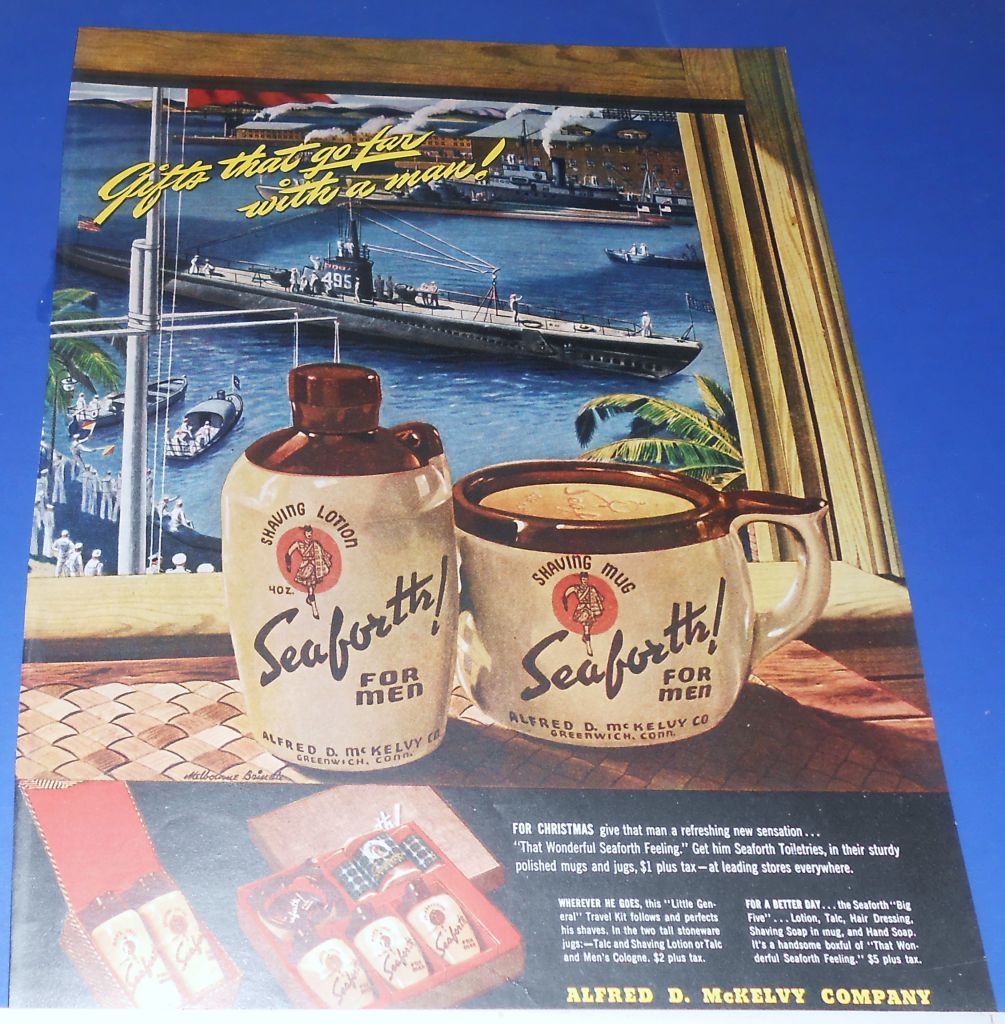 Gifts that go far
with a man!
495
SHAVING LOTION
4OZ.
Seaforth!
FOR
MEN
ALFRED D. McKELVY CO
GREENWICH, CONN.
SHAVING MUG
Seaforth!
FOR
MEN
ALFRED D. McKELVY CO
GREENWICH, CONN.
Melbourne Brindle
FOR CHRISTMAS give that man a refreshing new sensation...
"That Wonderful Seaforth Feeling." Get him Seaforth Toiletries, in their sturdy
polished mugs and jugs, $1 plus tax—at leading stores everywhere.
WHEREVER HE GOES, this "Little Gen-
eral" Travel Kit follows and perfects
his shaves. In the two tall stoneware
jugs:—Talc and Shaving Lotion or Talc
and Men's Cologne. $2 plus tax.
FOR A BETTER DAY...the Seaforth "Big
Five"...Lotion, Talc, Hair Dressing,
Shaving Soap in mug, and Hand Soap.
It's a handsome boxful of "That Won-
derful Seaforth Feeling." $5 plus tax.
ALFRED D. McKELVY COMPANY